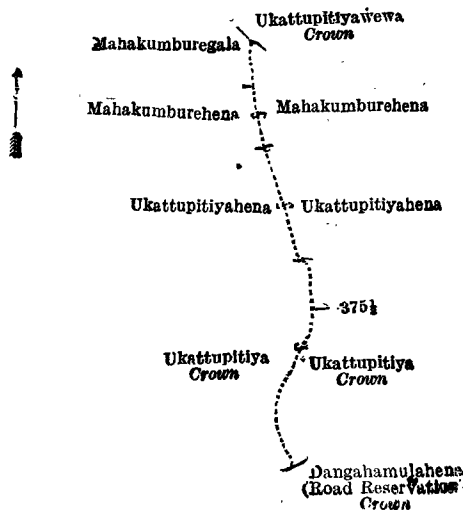 Ukattupitiyawewa
Crown
Mahakumburegala
Mahakumburehena Mahakumburehena
Ukattupitiyahena Ukattupitiyahena
375½
Ukattupitiya Ukattupitiya
Crown Crown
Dangahamulahena
(Road Reservation
Crown